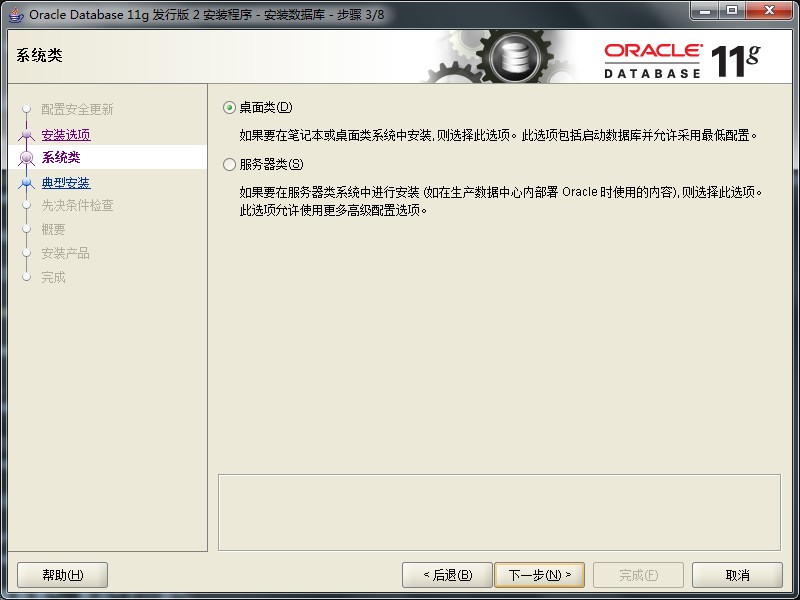 Oracle Database 11g 发行版 2 安装程序 - 安装数据库 - 步骤 3/8
系统类
ORACLE
DATABASE
11g
配置安全更新
安装选项
系统类
典型安装
先决条件检查
概要
安装产品
完成
桌面类(D)
如果要在笔记本或桌面类系统中安装,则选择此选项。此选项包括启动数据库并允许采用最低配置。
服务器类(S)
如果要在服务器类系统中进行安装 (如在生产数据中心内部署 Oracle 时使用的内容),则选择此选项。
此选项允许使用更多高级配置选项。
帮助(H)
< 后退(B)
下一步(N) >
完成(F)
取消